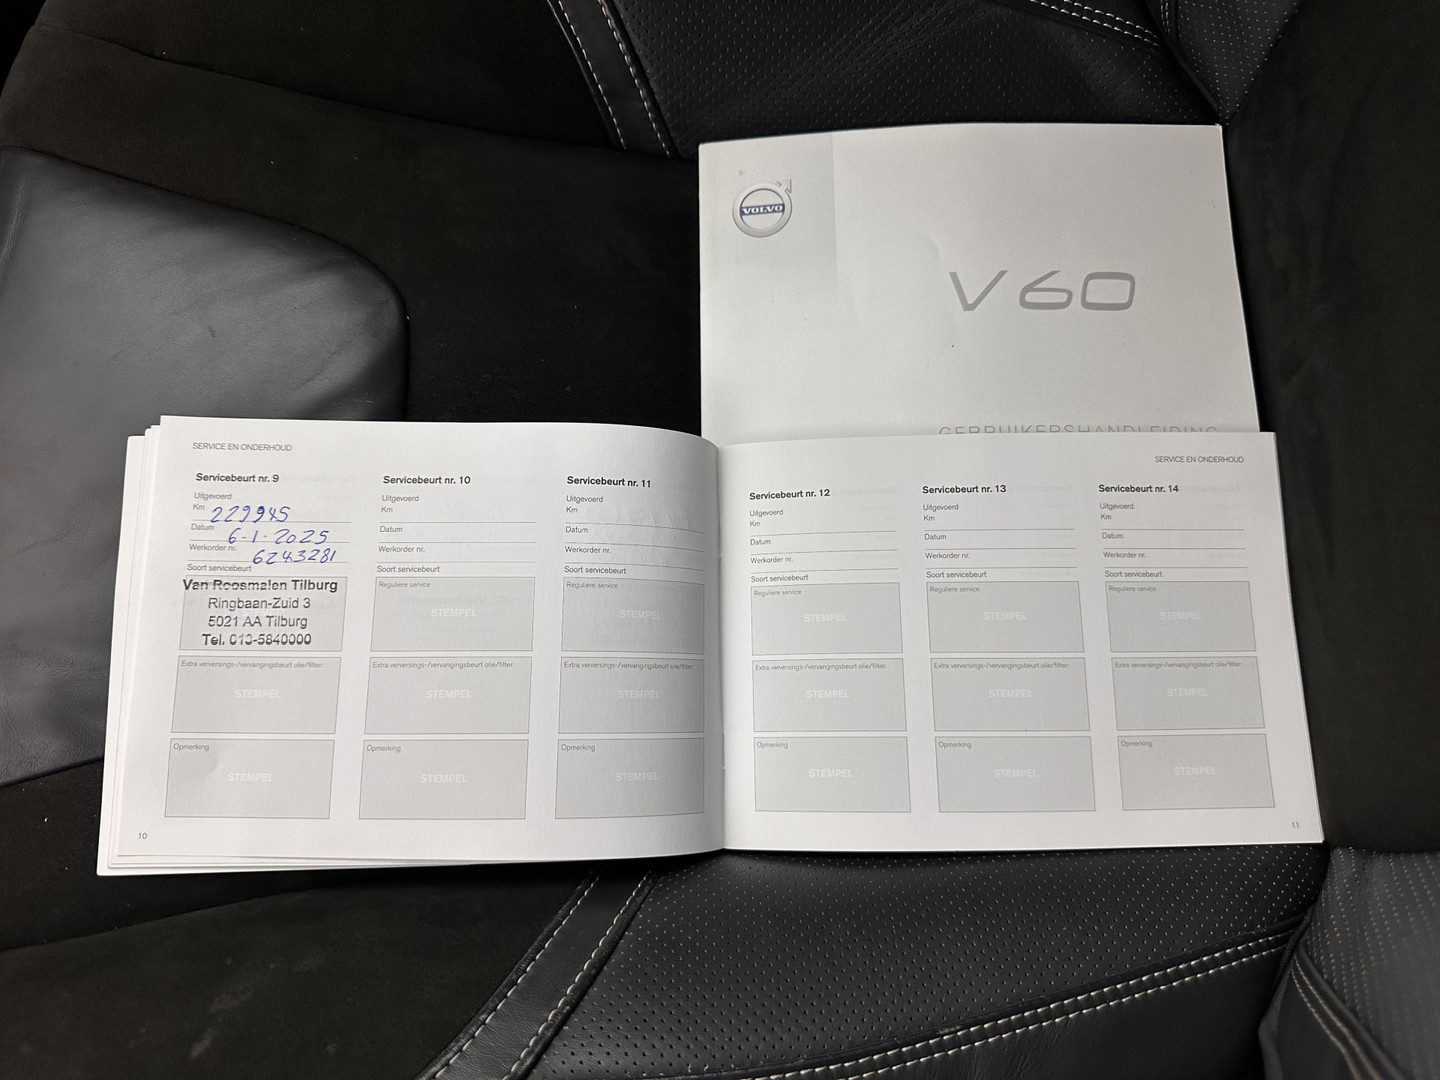 VOLVO
V60
GEBRUIKERSHANDLEIDING
SERVICE EN ONDERHOUD
Servicebeurt nr. 9
Uitgevoerd
Km 229945
Datum 6-1-2025
Werkorder nr. 6243281
Soort servicebeurt
Van Roosmalen Tilburg
Ringbaan-Zuid 3
5021 AA Tilburg
Tel. 013-5840000
Extra verversings-/vervangingsbeurt olie/filter:
STEMPEL
Opmerking
STEMPEL
10
Servicebeurt nr. 10
Uitgevoerd
Km
Datum
Werkorder nr.
Soort servicebeurt
Reguliere service
STEMPEL
Extra verversings-/vervangingsbeurt olie/filter:
STEMPEL
Opmerking
STEMPEL
Servicebeurt nr. 11
Uitgevoerd
Km
Datum
Werkorder nr.
Soort servicebeurt
Reguliere service
STEMPEL
Extra verversings-/vervangingsbeurt olie/filter:
STEMPEL
Opmerking
STEMPEL
SERVICE EN ONDERHOUD
Servicebeurt nr. 12
Uitgevoerd
Km
Datum
Werkorder nr.
Soort servicebeurt
Reguliere service
STEMPEL
Extra verversings-/vervangingsbeurt olie/filter:
STEMPEL
Opmerking
STEMPEL
Servicebeurt nr. 13
Uitgevoerd
Km
Datum
Werkorder nr.
Soort servicebeurt
Reguliere service
STEMPEL
Extra verversings-/vervangingsbeurt olie/filter:
STEMPEL
Opmerking
STEMPEL
Servicebeurt nr. 14
Uitgevoerd
Km
Datum
Werkorder nr.
Soort servicebeurt
Reguliere service
STEMPEL
Extra verversings-/vervangingsbeurt olie/filter:
STEMPEL
Opmerking
STEMPEL
11